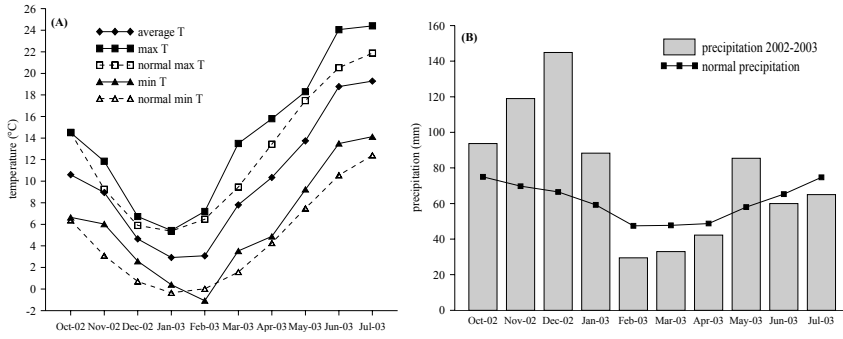 (A)
average T
max T
normal max T
min T
normal min T
temperature (°C)
26
24
22
20
18
16
14
12
10
8
6
4
2
0
-2
Oct-02 Nov-02 Dec-02 Jan-03 Feb-03 Mar-03 Apr-03 May-03 Jun-03 Jul-03
(B)
precipitation 2002-2003
normal precipitation
precipitation (mm)
160
140
120
100
80
60
40
20
0
Oct-02 Nov-02 Dec-02 Jan-03 Feb-03 Mar-03 Apr-03 May-03 Jun-03 Jul-03